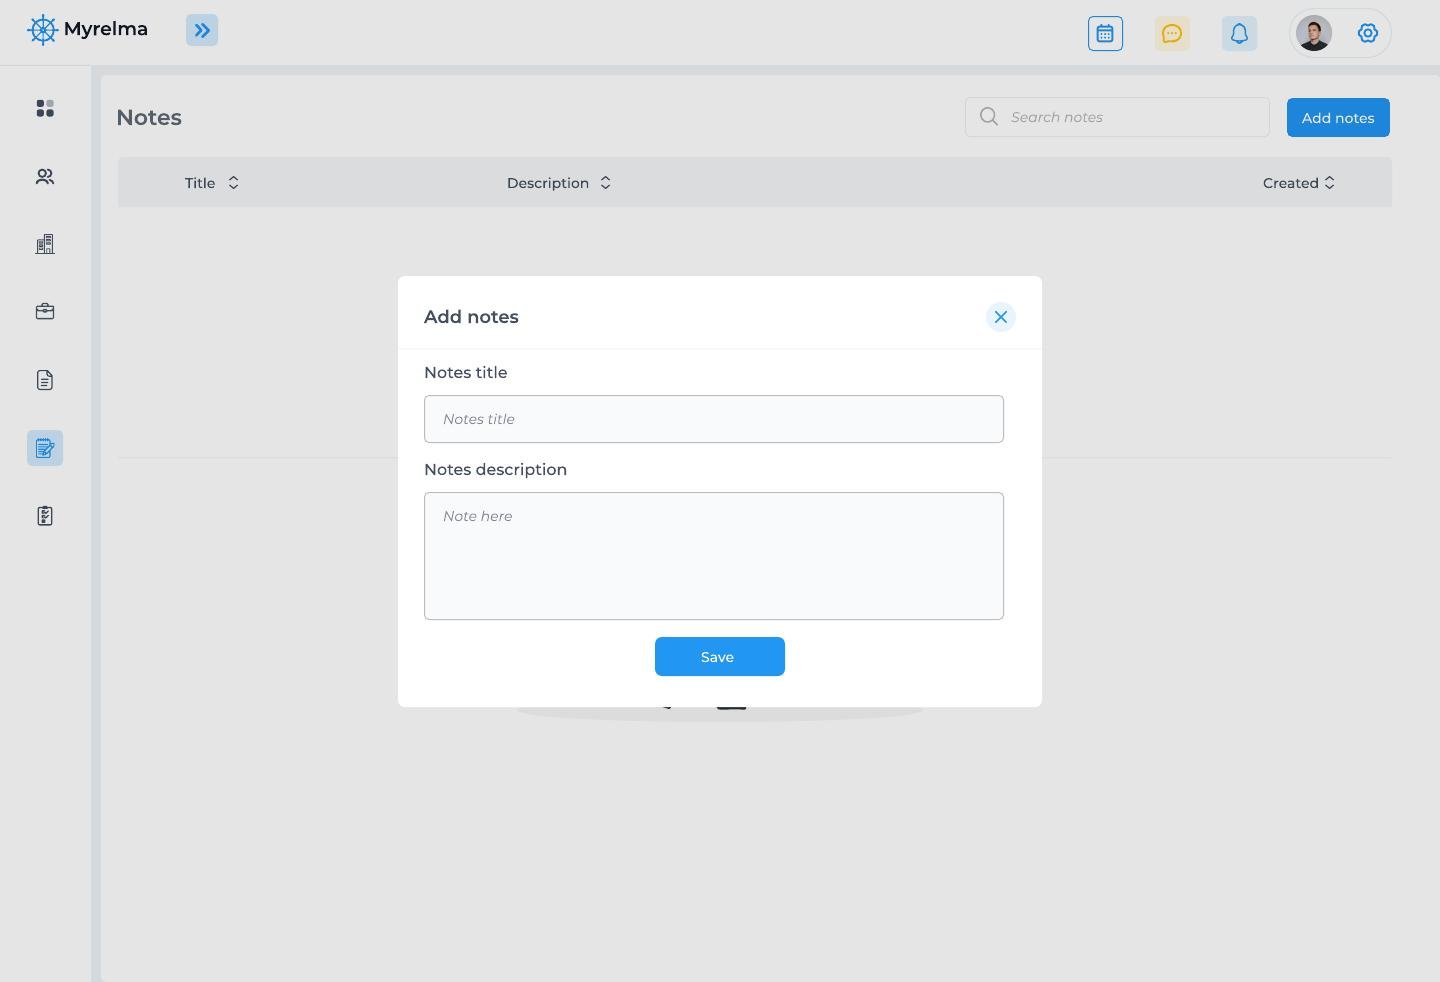 Myrelma
Notes
Search notes
Add notes
Title
Description
Created
Add notes
Notes title
Notes title
Notes description
Note here
Save